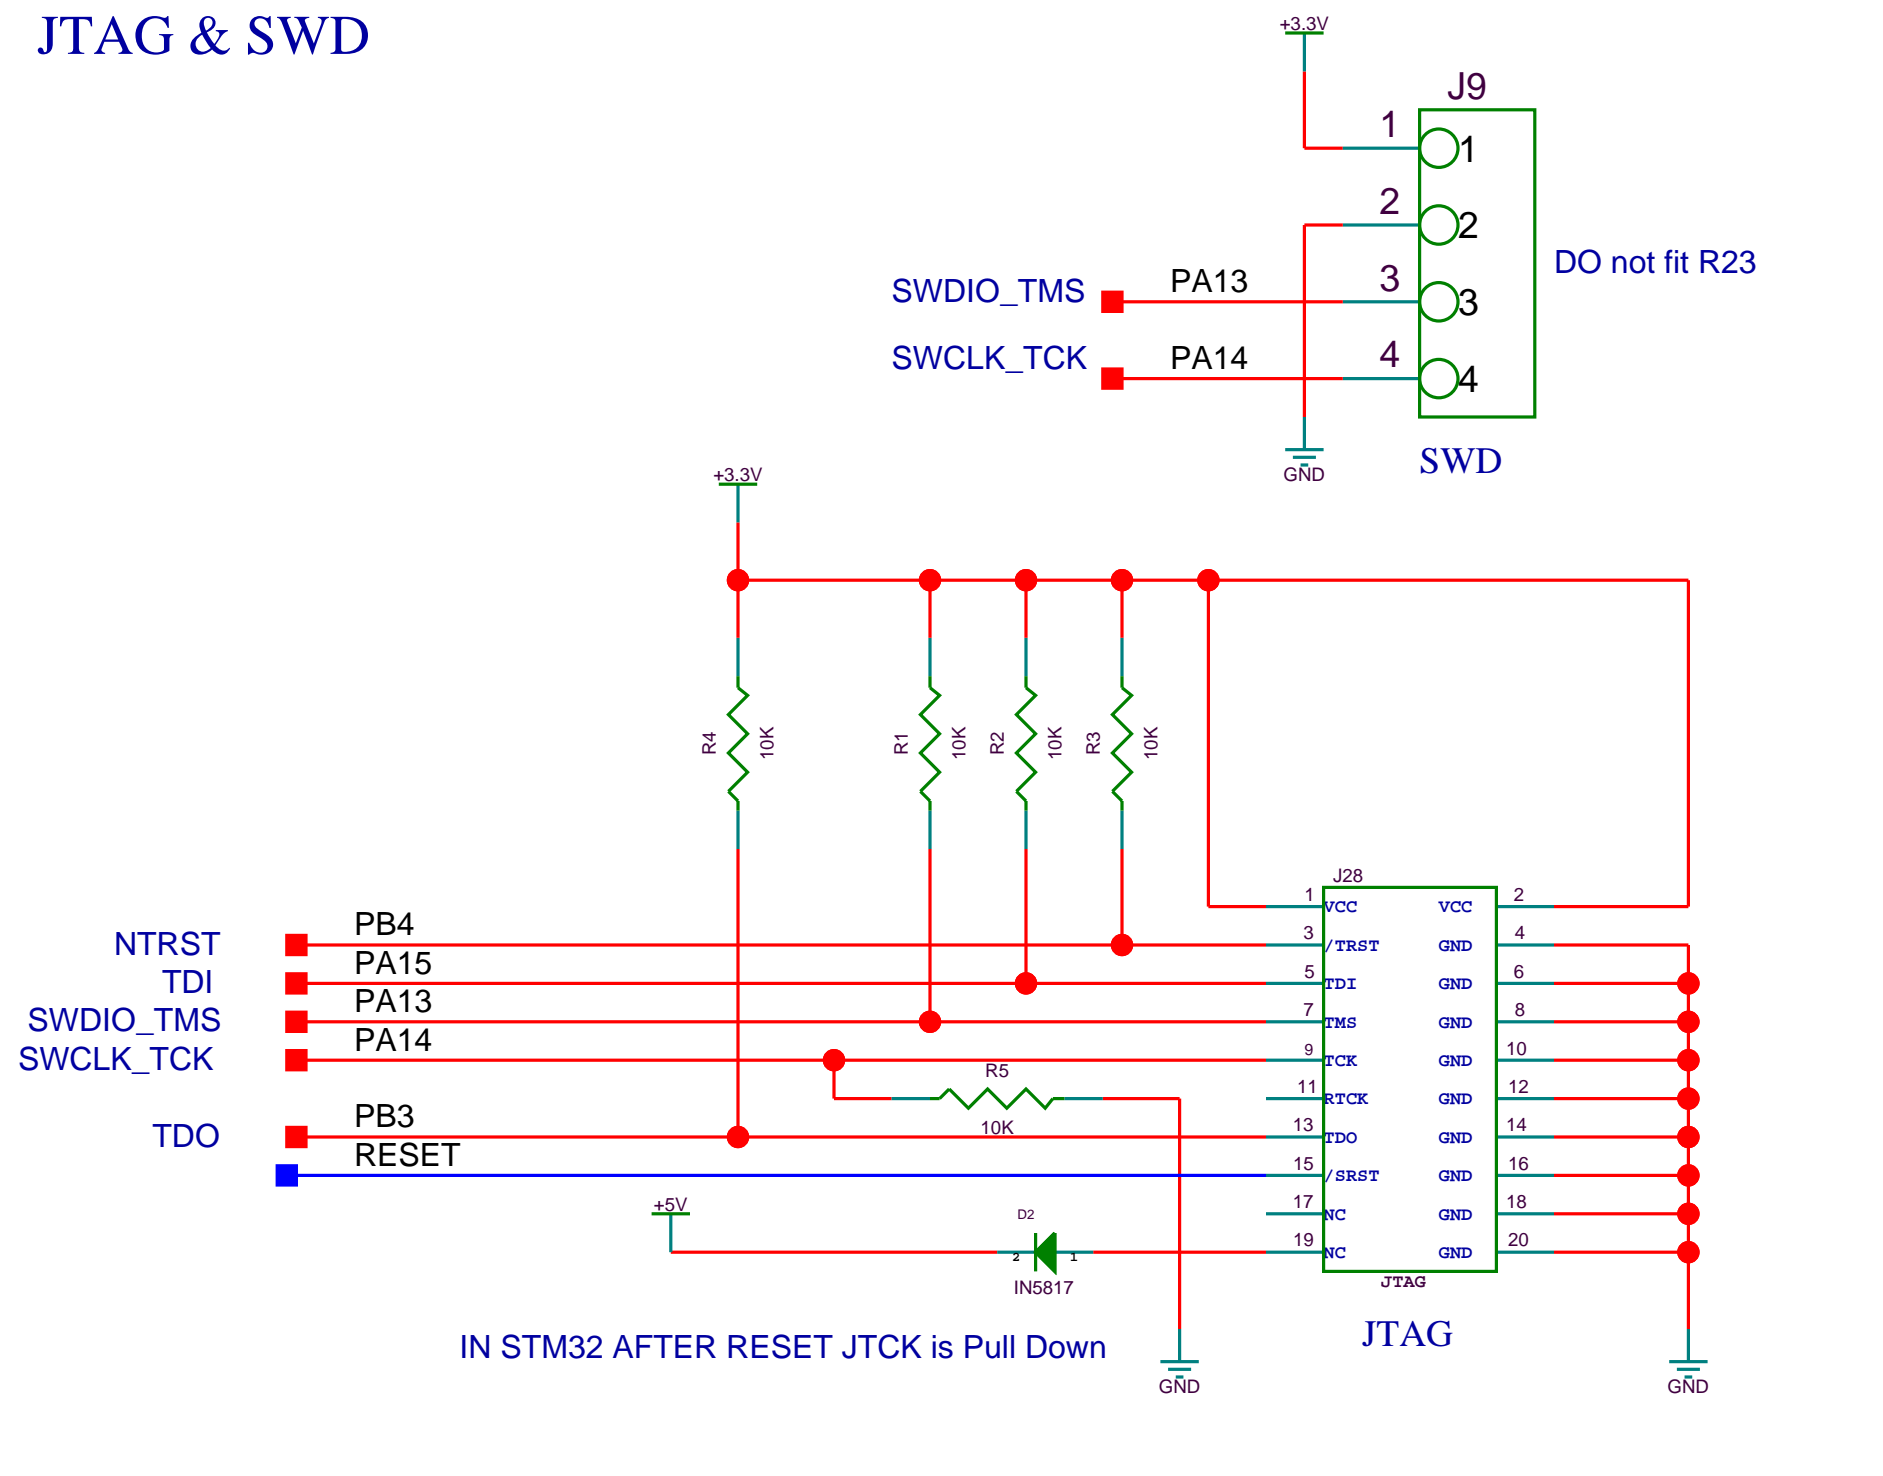 JTAG & SWD
+3.3V
J9
1 1
2 2
DO not fit R23
SWDIO_TMS PA13 3 3
SWCLK_TCK PA14 4 4
SWD
GND
+3.3V
R4 10K R1 10K R2 10K R3 10K
J28
1 VCC VCC 2
NTRST PB4 3 /TRST GND 4
TDI PA15 5 TDI GND 6
SWDIO_TMS PA13 7 TMS GND 8
SWCLK_TCK PA14 9 TCK GND 10
R5
11 RTCK GND 12
10K
TDO PB3 13 TDO GND 14
RESET 15 /SRST GND 16
+5V
D2
17 NC GND 18
2 1 19 NC GND 20
IN5817
JTAG
IN STM32 AFTER RESET JTCK is Pull Down
JTAG
GND GND